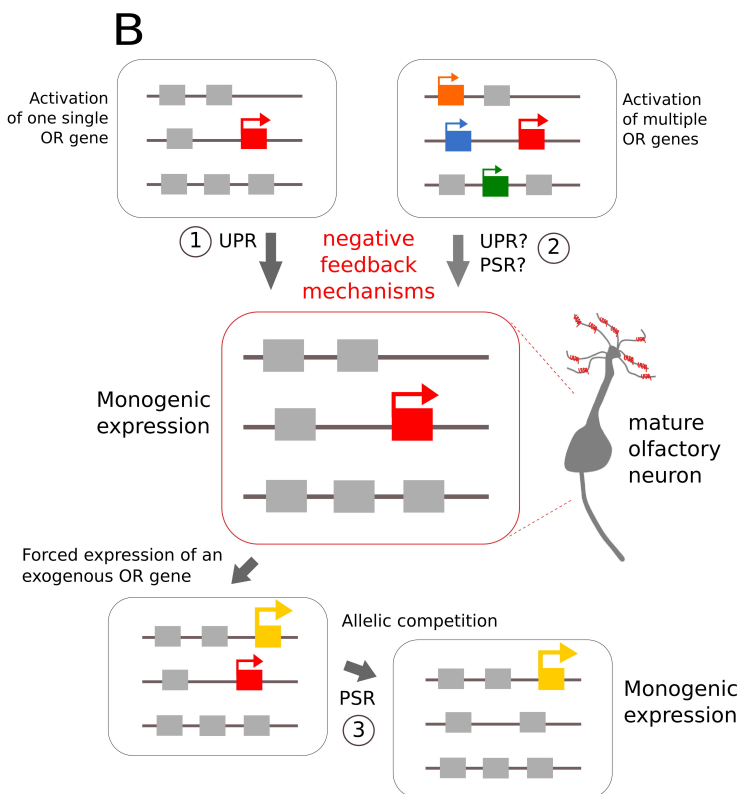 B
Activation
of one single
OR gene
Activation
of multiple
OR genes
1 UPR
negative
feedback
mechanisms
UPR?
PSR?
2
Monogenic
expression
mature
olfactory
neuron
Forced expression of an
exogenous OR gene
Allelic competition
PSR
3
Monogenic
expression